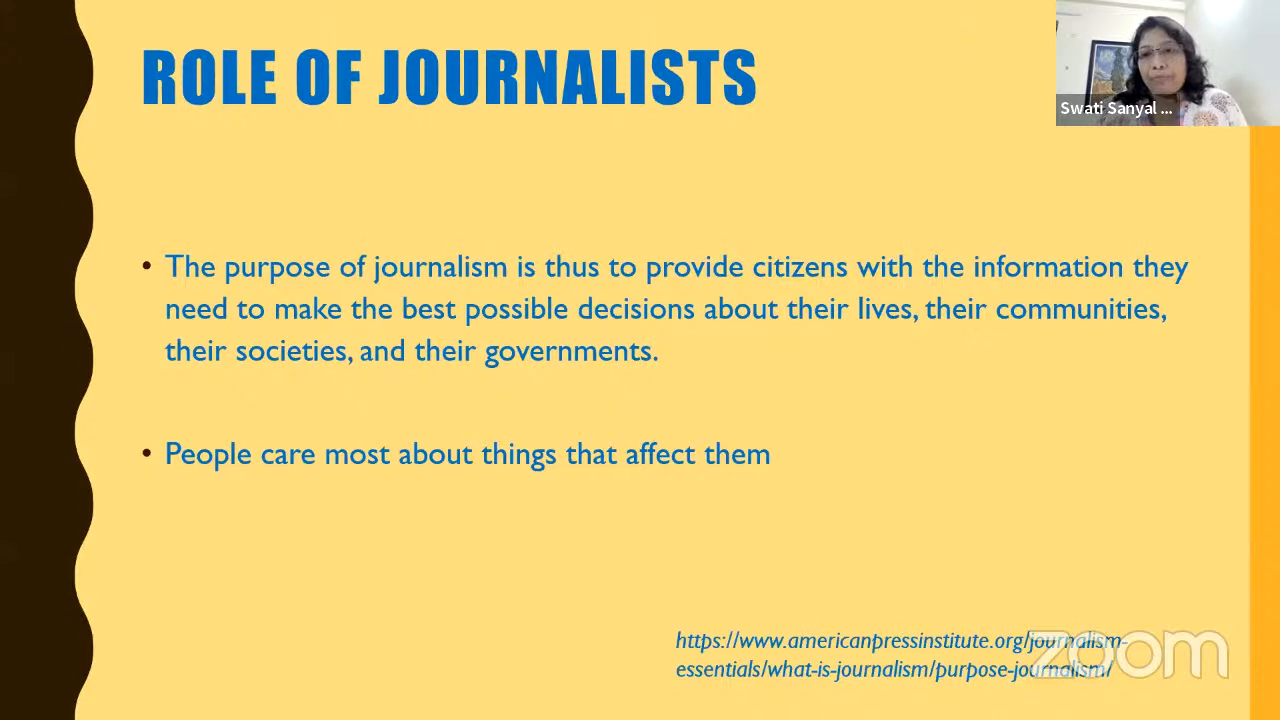 ROLE OF JOURNALISTS
Swati Sanyal ...
• The purpose of journalism is thus to provide citizens with the information they
need to make the best possible decisions about their lives, their communities,
their societies, and their governments.
• People care most about things that affect them
https://www.americanpressinstitute.org/journalism-
essentials/what-is-journalism/purpose-journalism/
zoom